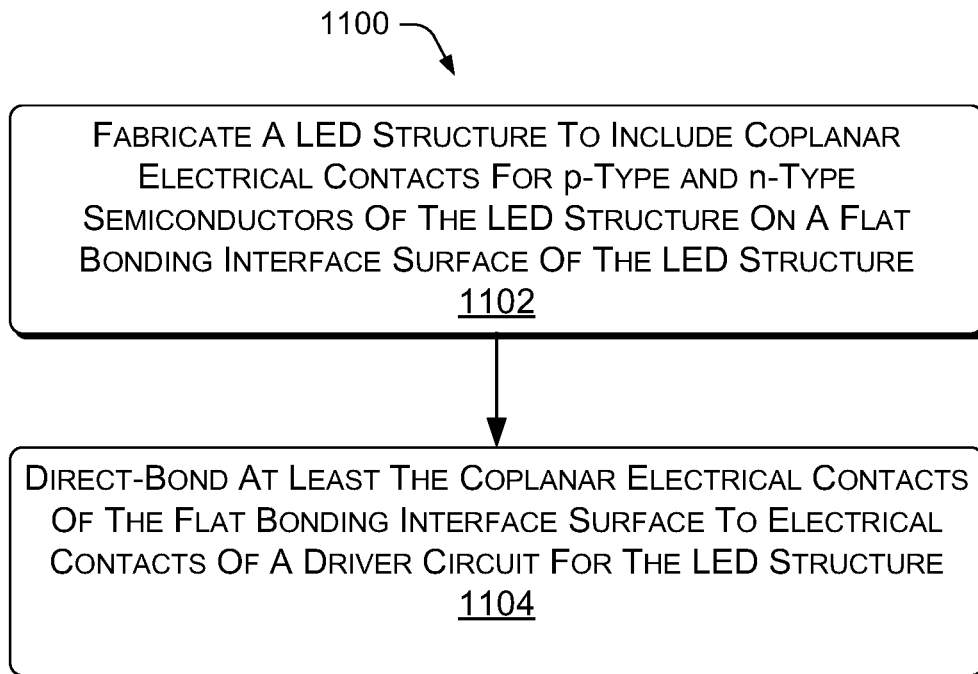 1100
FABRICATE A LED STRUCTURE TO INCLUDE COPLANAR
ELECTRICAL CONTACTS FOR p-TYPE AND n-TYPE
SEMICONDUCTORS OF THE LED STRUCTURE ON A FLAT
BONDING INTERFACE SURFACE OF THE LED STRUCTURE
1102
DIRECT-BOND AT LEAST THE COPLANAR ELECTRICAL CONTACTS
OF THE FLAT BONDING INTERFACE SURFACE TO ELECTRICAL
CONTACTS OF A DRIVER CIRCUIT FOR THE LED STRUCTURE
1104